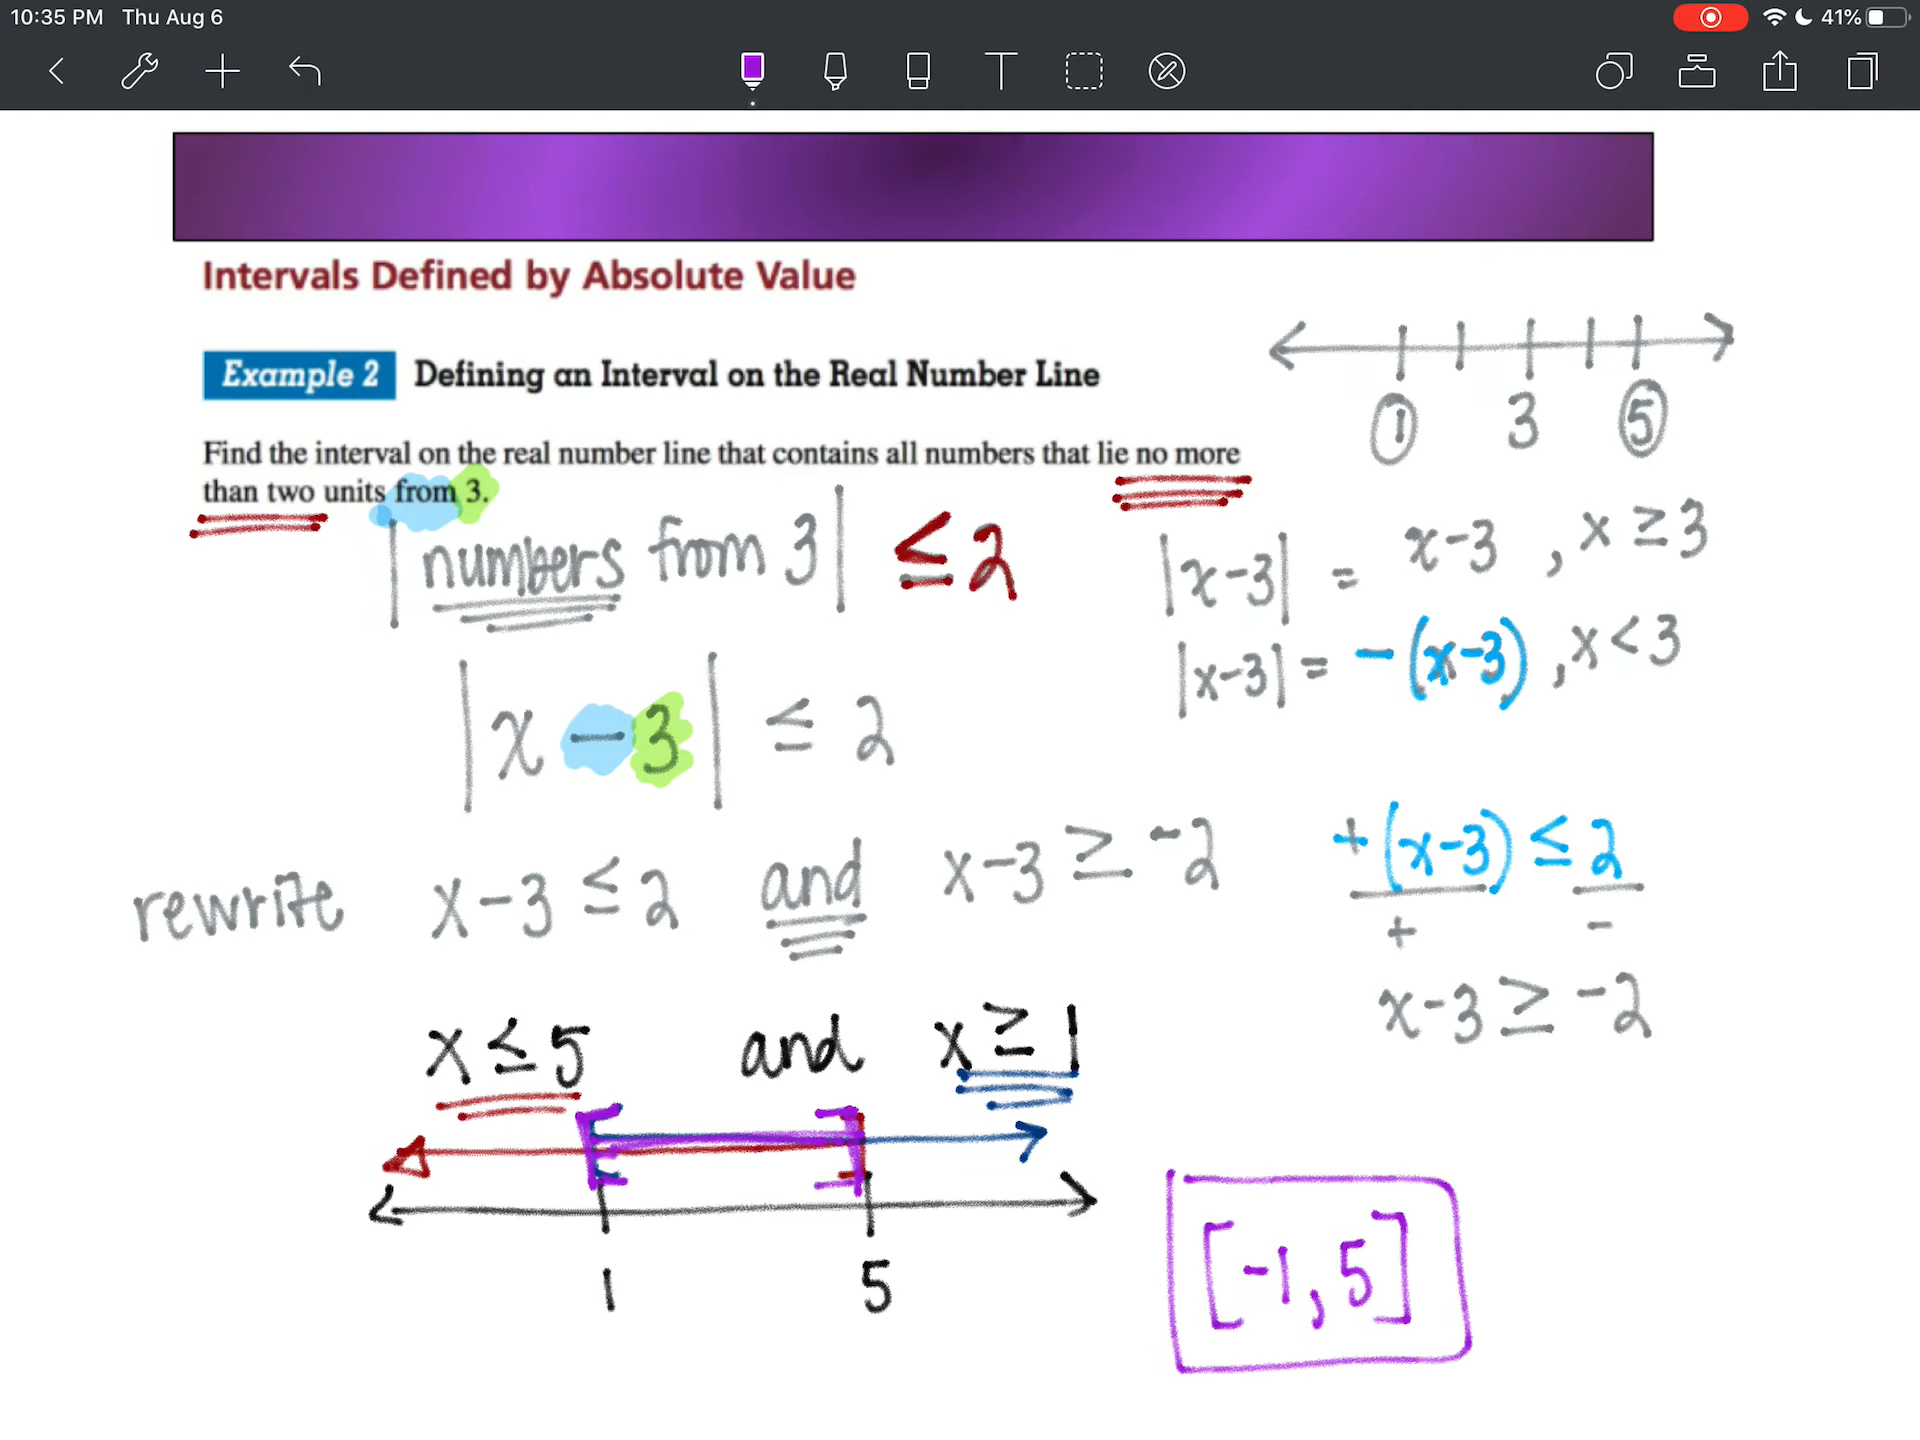 10:35 PM Thu Aug 6
41%
Intervals Defined by Absolute Value
Example 2 Defining an Interval on the Real Number Line
Find the interval on the real number line that contains all numbers that lie no more
than two units from 3.
1 3 5
|numbers from 3| ≤ 2
|x-3| = x-3 , x ≥ 3
|x-3| = -(x-3) , x < 3
|x - 3| ≤ 2
rewrite x-3 ≤ 2 and x-3 ≥ -2
+(x-3) ≤ 2
+ -
x-3 ≥ -2
x ≤ 5 and x ≥ 1
1 5
[-1, 5]